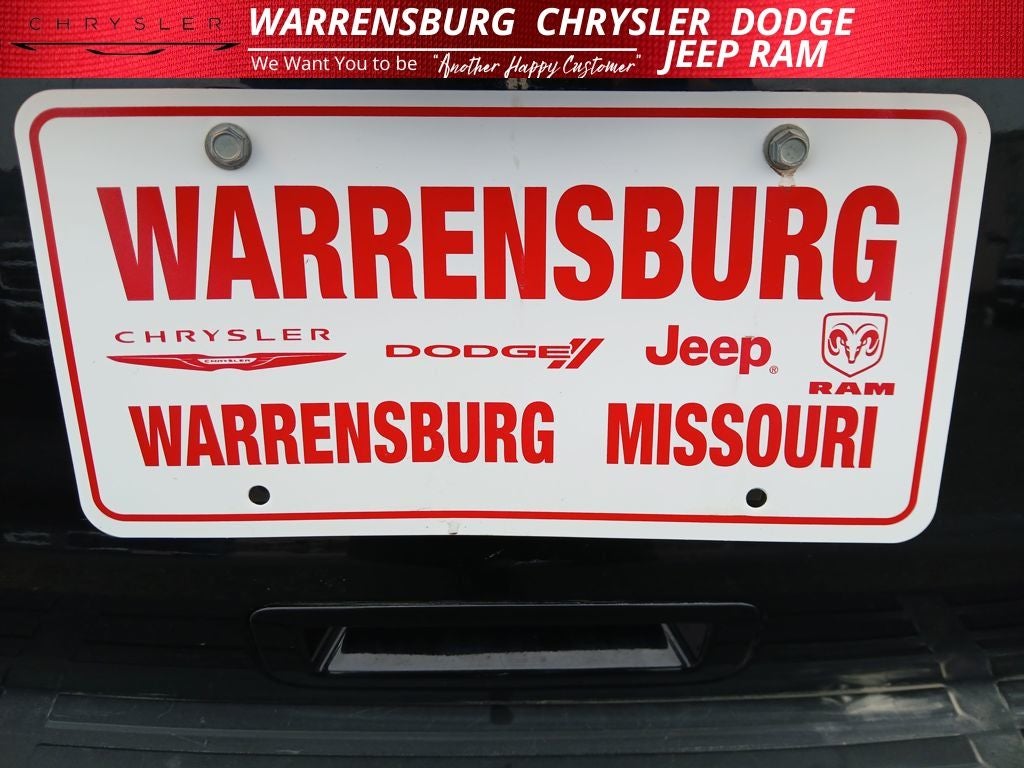 CHRYSLER
WARRENSBURG CHRYSLER DODGE
JEEP RAM
We Want You to be "Another Happy Customer"
WARRENSBURG
CHRYSLER
CHRYSLER
DODGE
Jeep®
RAM
WARRENSBURG MISSOURI